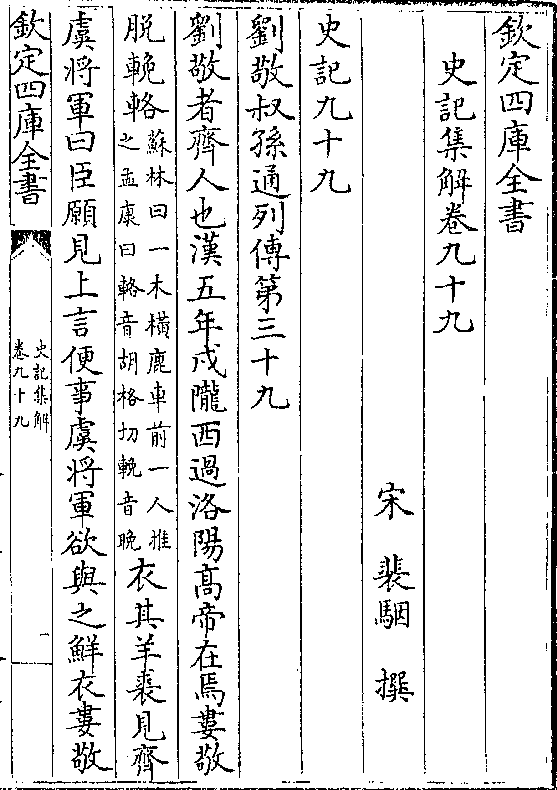 欽定四庫全書
史記集解卷九十九
宋 裴駰 撰
史記九十九
劉敬叔孫通列傳第三十九
劉敬者齊人也漢五年戍隴西過洛陽高帝在焉婁敬
脫輓輅
蘇林曰一木橫鹿車前一人推
之孟康曰輅音胡格切輓音晚
衣其羊裘見齊
虞將軍曰臣願見上言便事虞將軍欲與之鮮衣婁敬
欽定四庫全書
史記集解
卷九十九
一